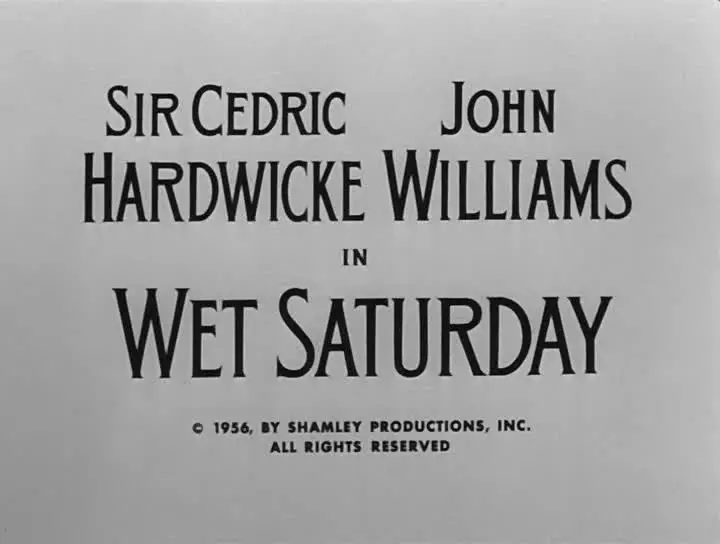 SIR CEDRIC JOHN
HARDWICKE WILLIAMS
IN
WET SATURDAY
© 1956, BY SHAMLEY PRODUCTIONS, INC.
ALL RIGHTS RESERVED